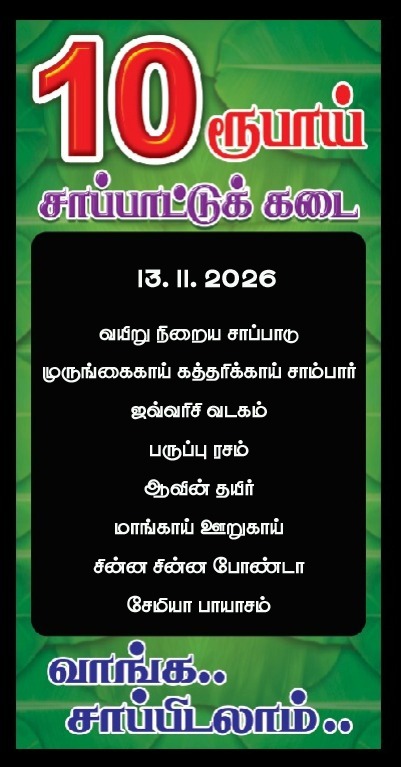 10 ரூபாய்
சாப்பாட்டுக் கடை
13. 11. 2026
வயிறு நிறைய சாப்பாடு
முருங்கைகாய் கத்தரிக்காய் சாம்பார்
ஜவ்வரிசி வடகம்
பருப்பு ரசம்
ஆவின் தயிர்
மாங்காய் ஊறுகாய்
சின்ன சின்ன போண்டா
சேமியா பாயாசம்
வாங்க..
சாப்பிடலாம்..